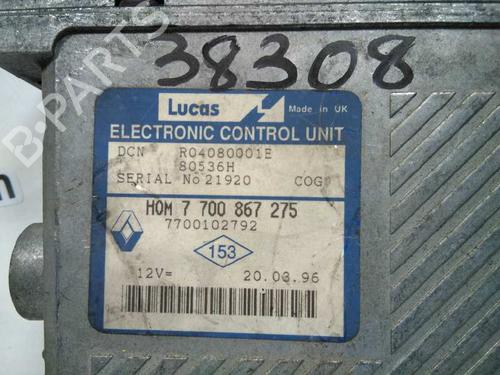 38308
B-PARTS
Lucas
Made in UK
ELECTRONIC CONTROL UNIT
DCN R04080001E
80536H
SERIAL No 21920 COG
HOM 7 700 867 275
7700102792
153
12V= 20.03.96